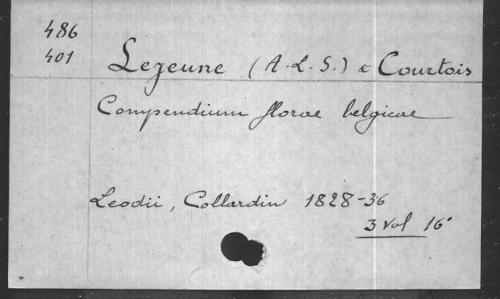 486
401
Lejeune (A.L.S.) & Courtois
Compendium florae belgicae
Leodii, Collardin 1828-36
3 vol 16°